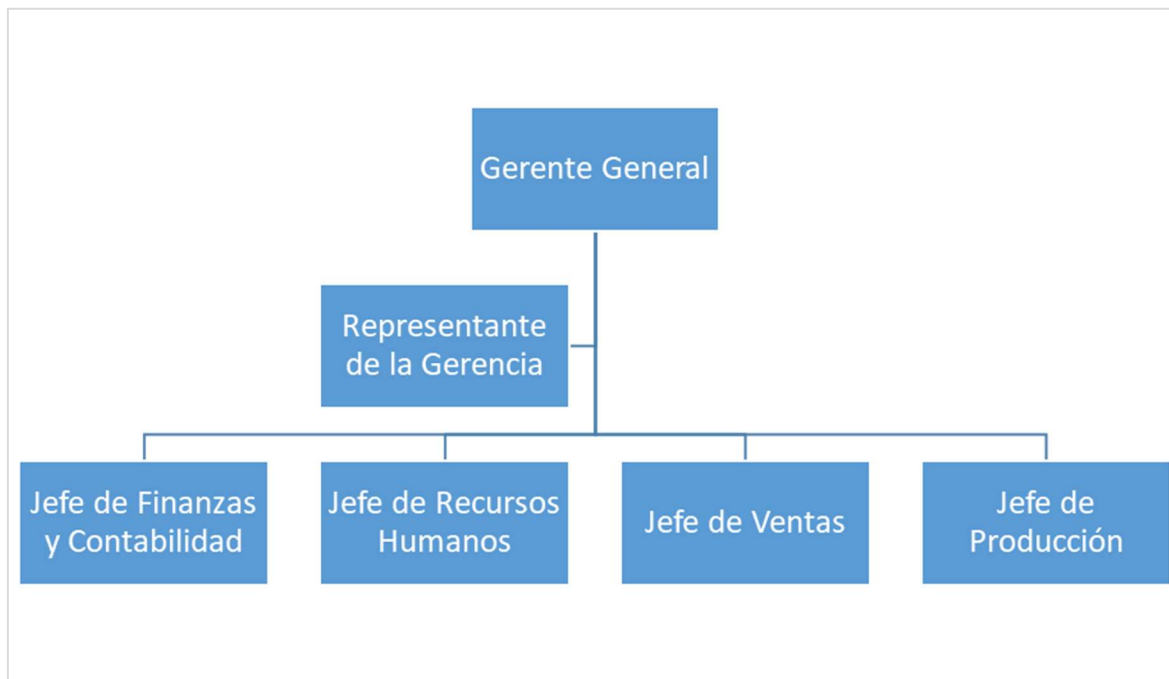 Gerente General
Representante
de la Gerencia
Jefe de Finanzas
y Contabilidad
Jefe de Recursos
Humanos
Jefe de Ventas
Jefe de
Producción